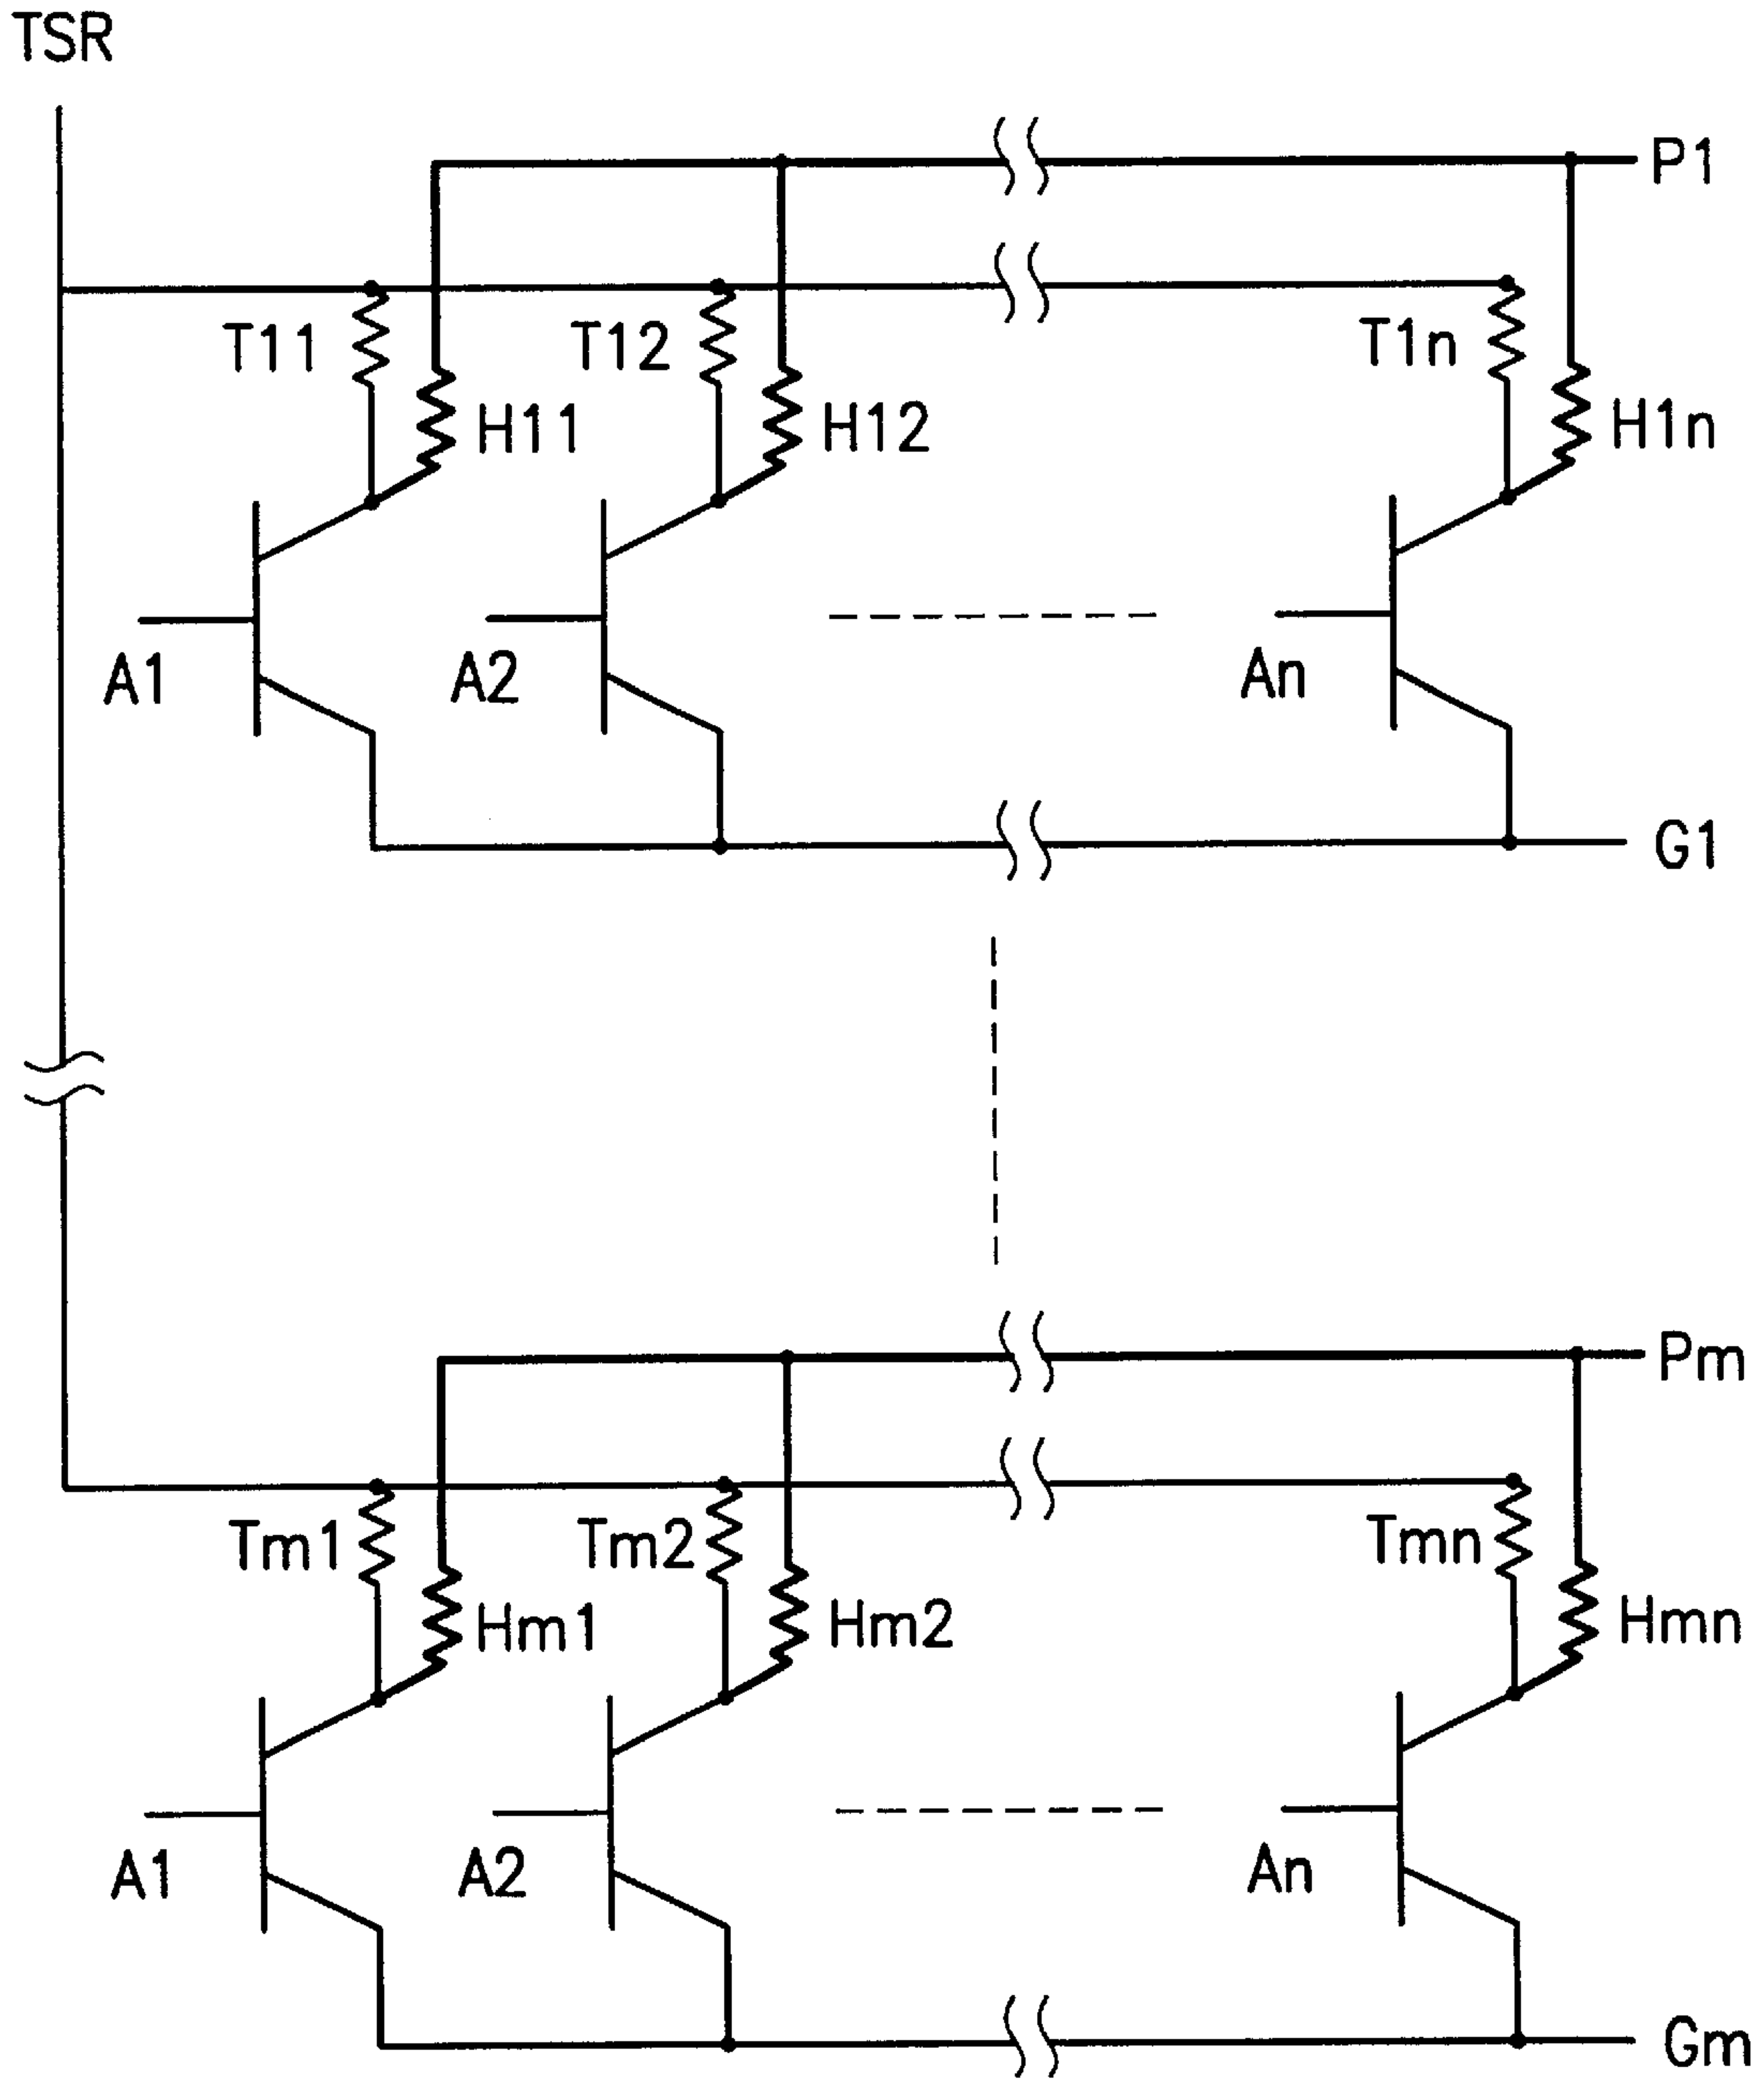 TSR
P1
T11
T12
T1n
H11
H12
H1n
A1
A2
An
G1
Pm
Tm1
Tm2
Tmn
Hm1
Hm2
Hmn
A1
A2
An
Gm